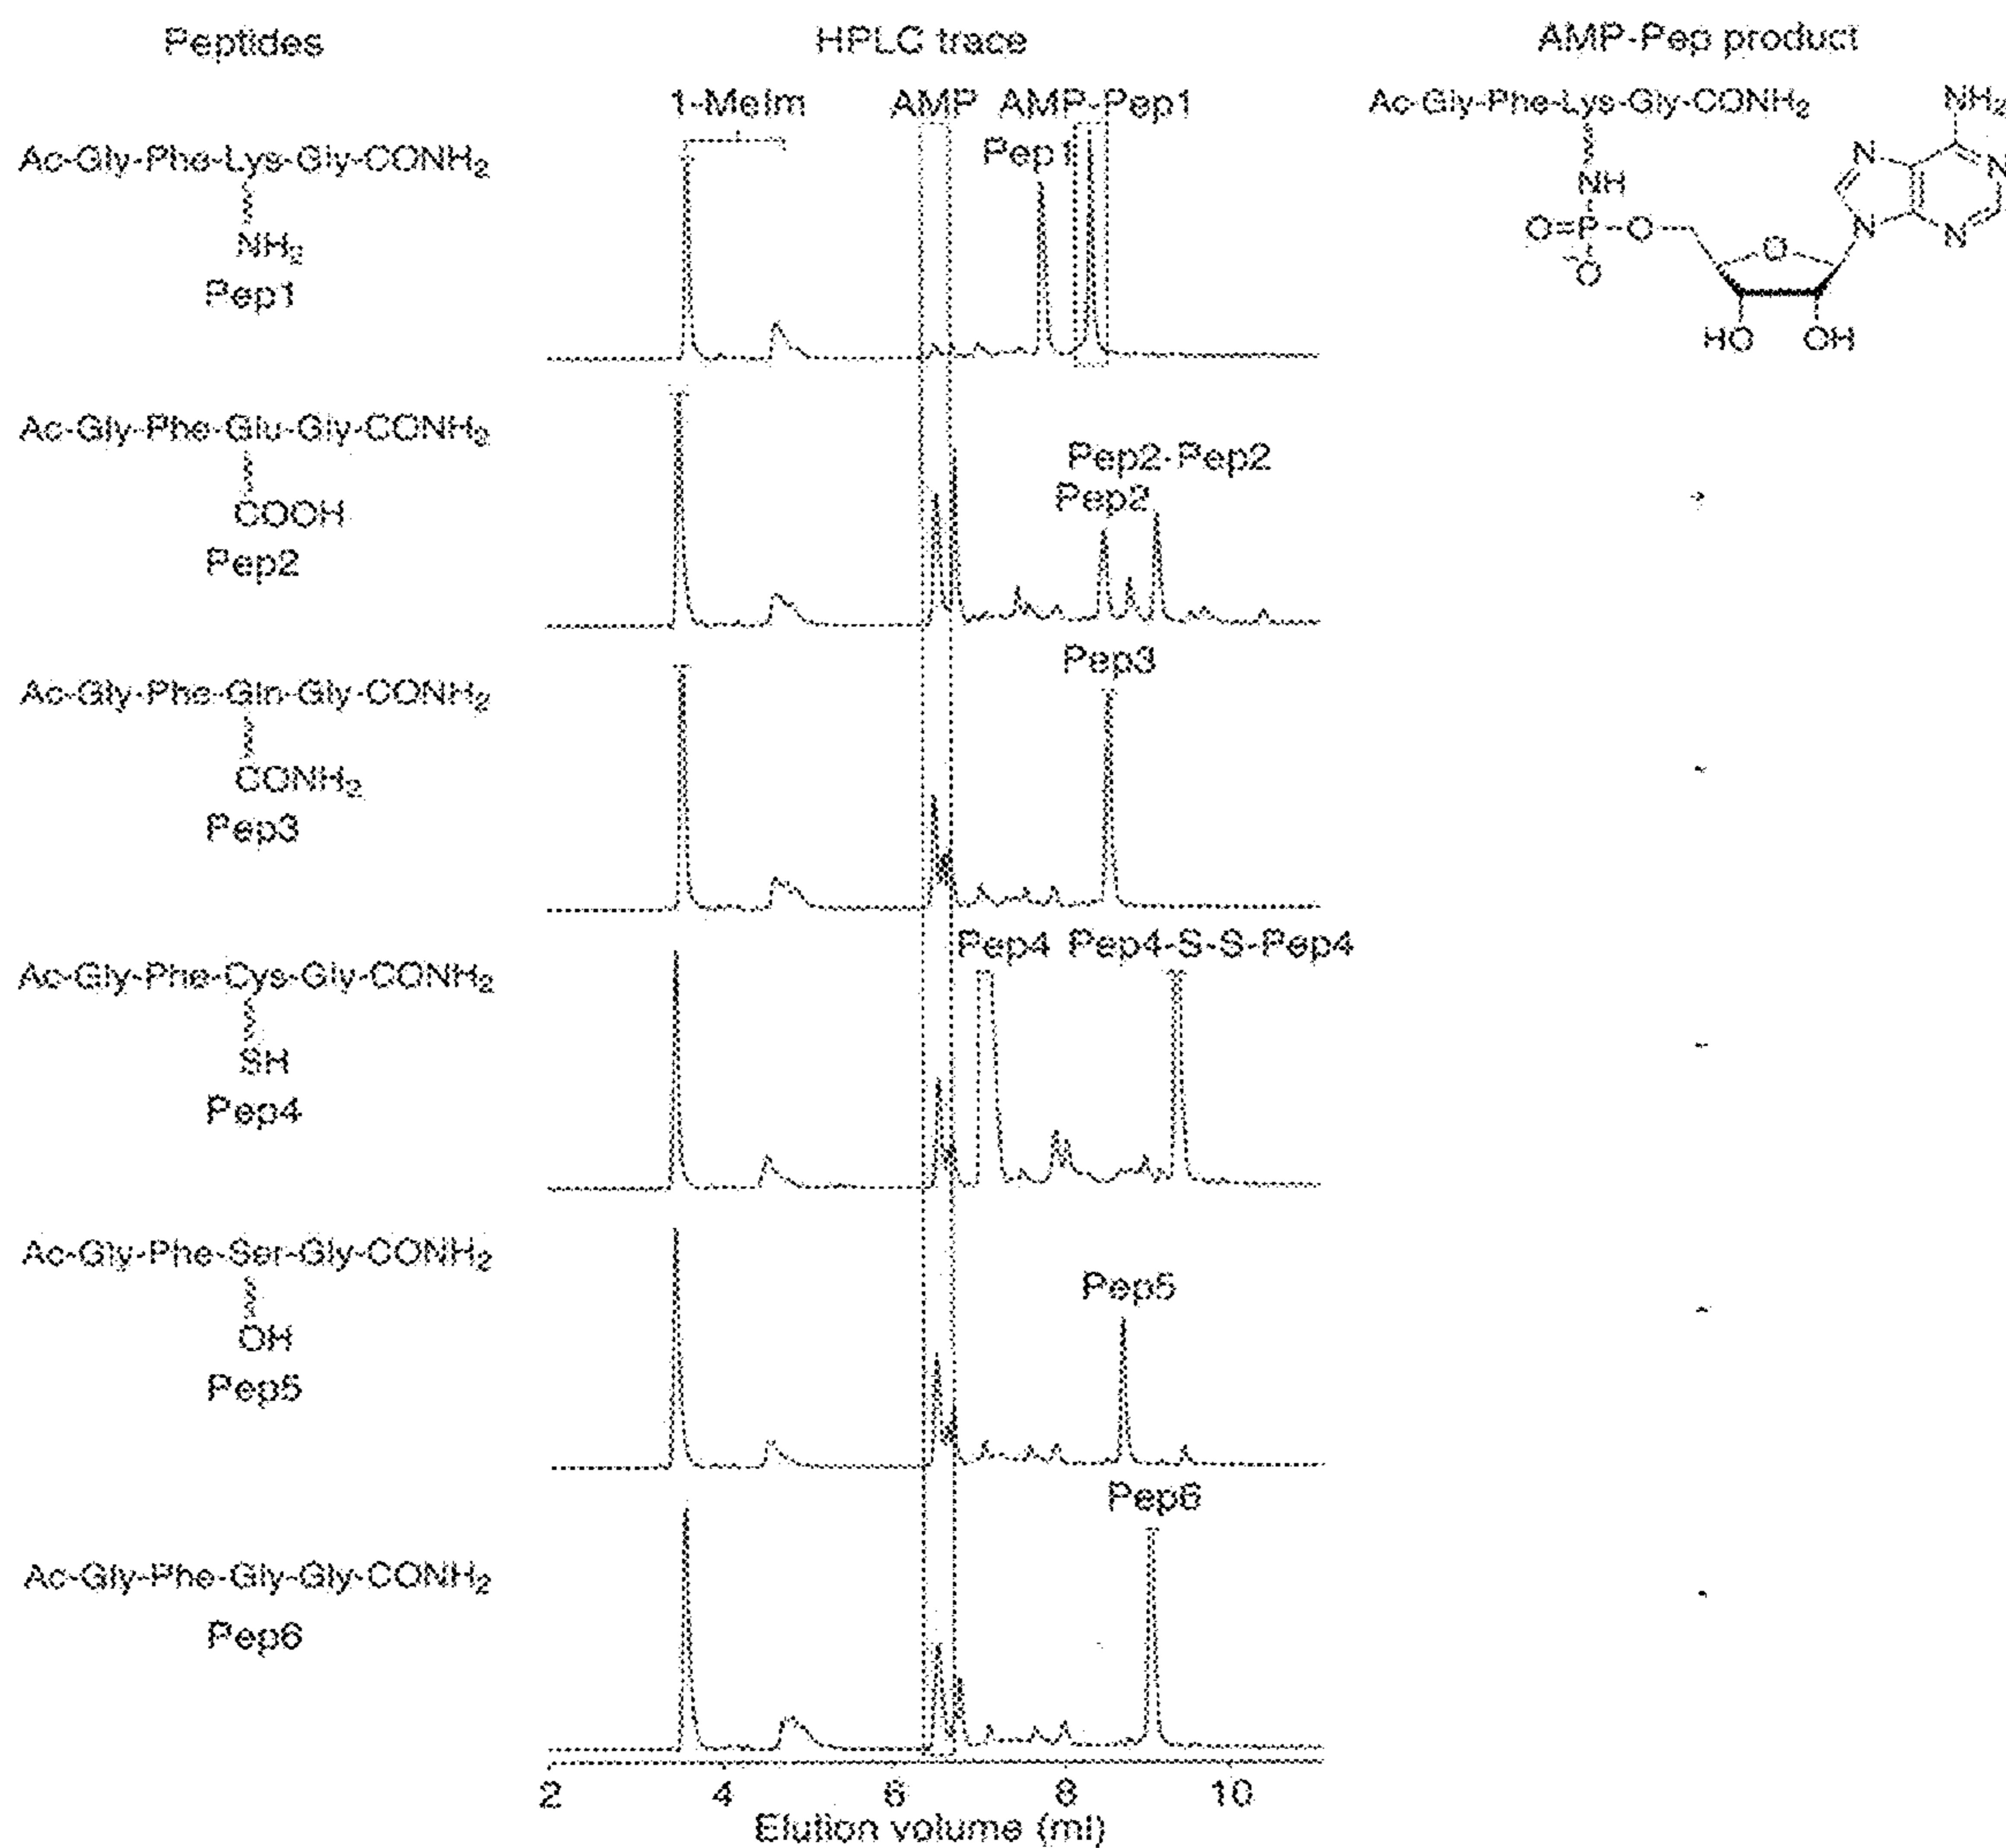 Peptides
HPLC trace
AMP-Pep product
1-MeIm
AMP
AMP-Pep1
Pep1
Ac-Gly-Phe-Lys-Gly-CONH2
NH2
Pep1
Ac-Gly-Phe-Lys-Gly-CONH2
NH2
N
N
NH
O=P-O
N
N
O
-O
HO
OH
Ac-Gly-Phe-Glu-Gly-CONH2
COOH
Pep2
Pep2-Pep2
Pep2
-
Ac-Gly-Phe-Gln-Gly-CONH2
CONH2
Pep3
Pep3
-
Ac-Gly-Phe-Cys-Gly-CONH2
SH
Pep4
Pep4 Pep4-S-S-Pep4
-
Ac-Gly-Phe-Ser-Gly-CONH2
OH
Pep5
Pep5
-
Ac-Gly-Phe-Gly-Gly-CONH2
Pep6
Pep6
-
2 4 6 8 10
Elution volume (ml)